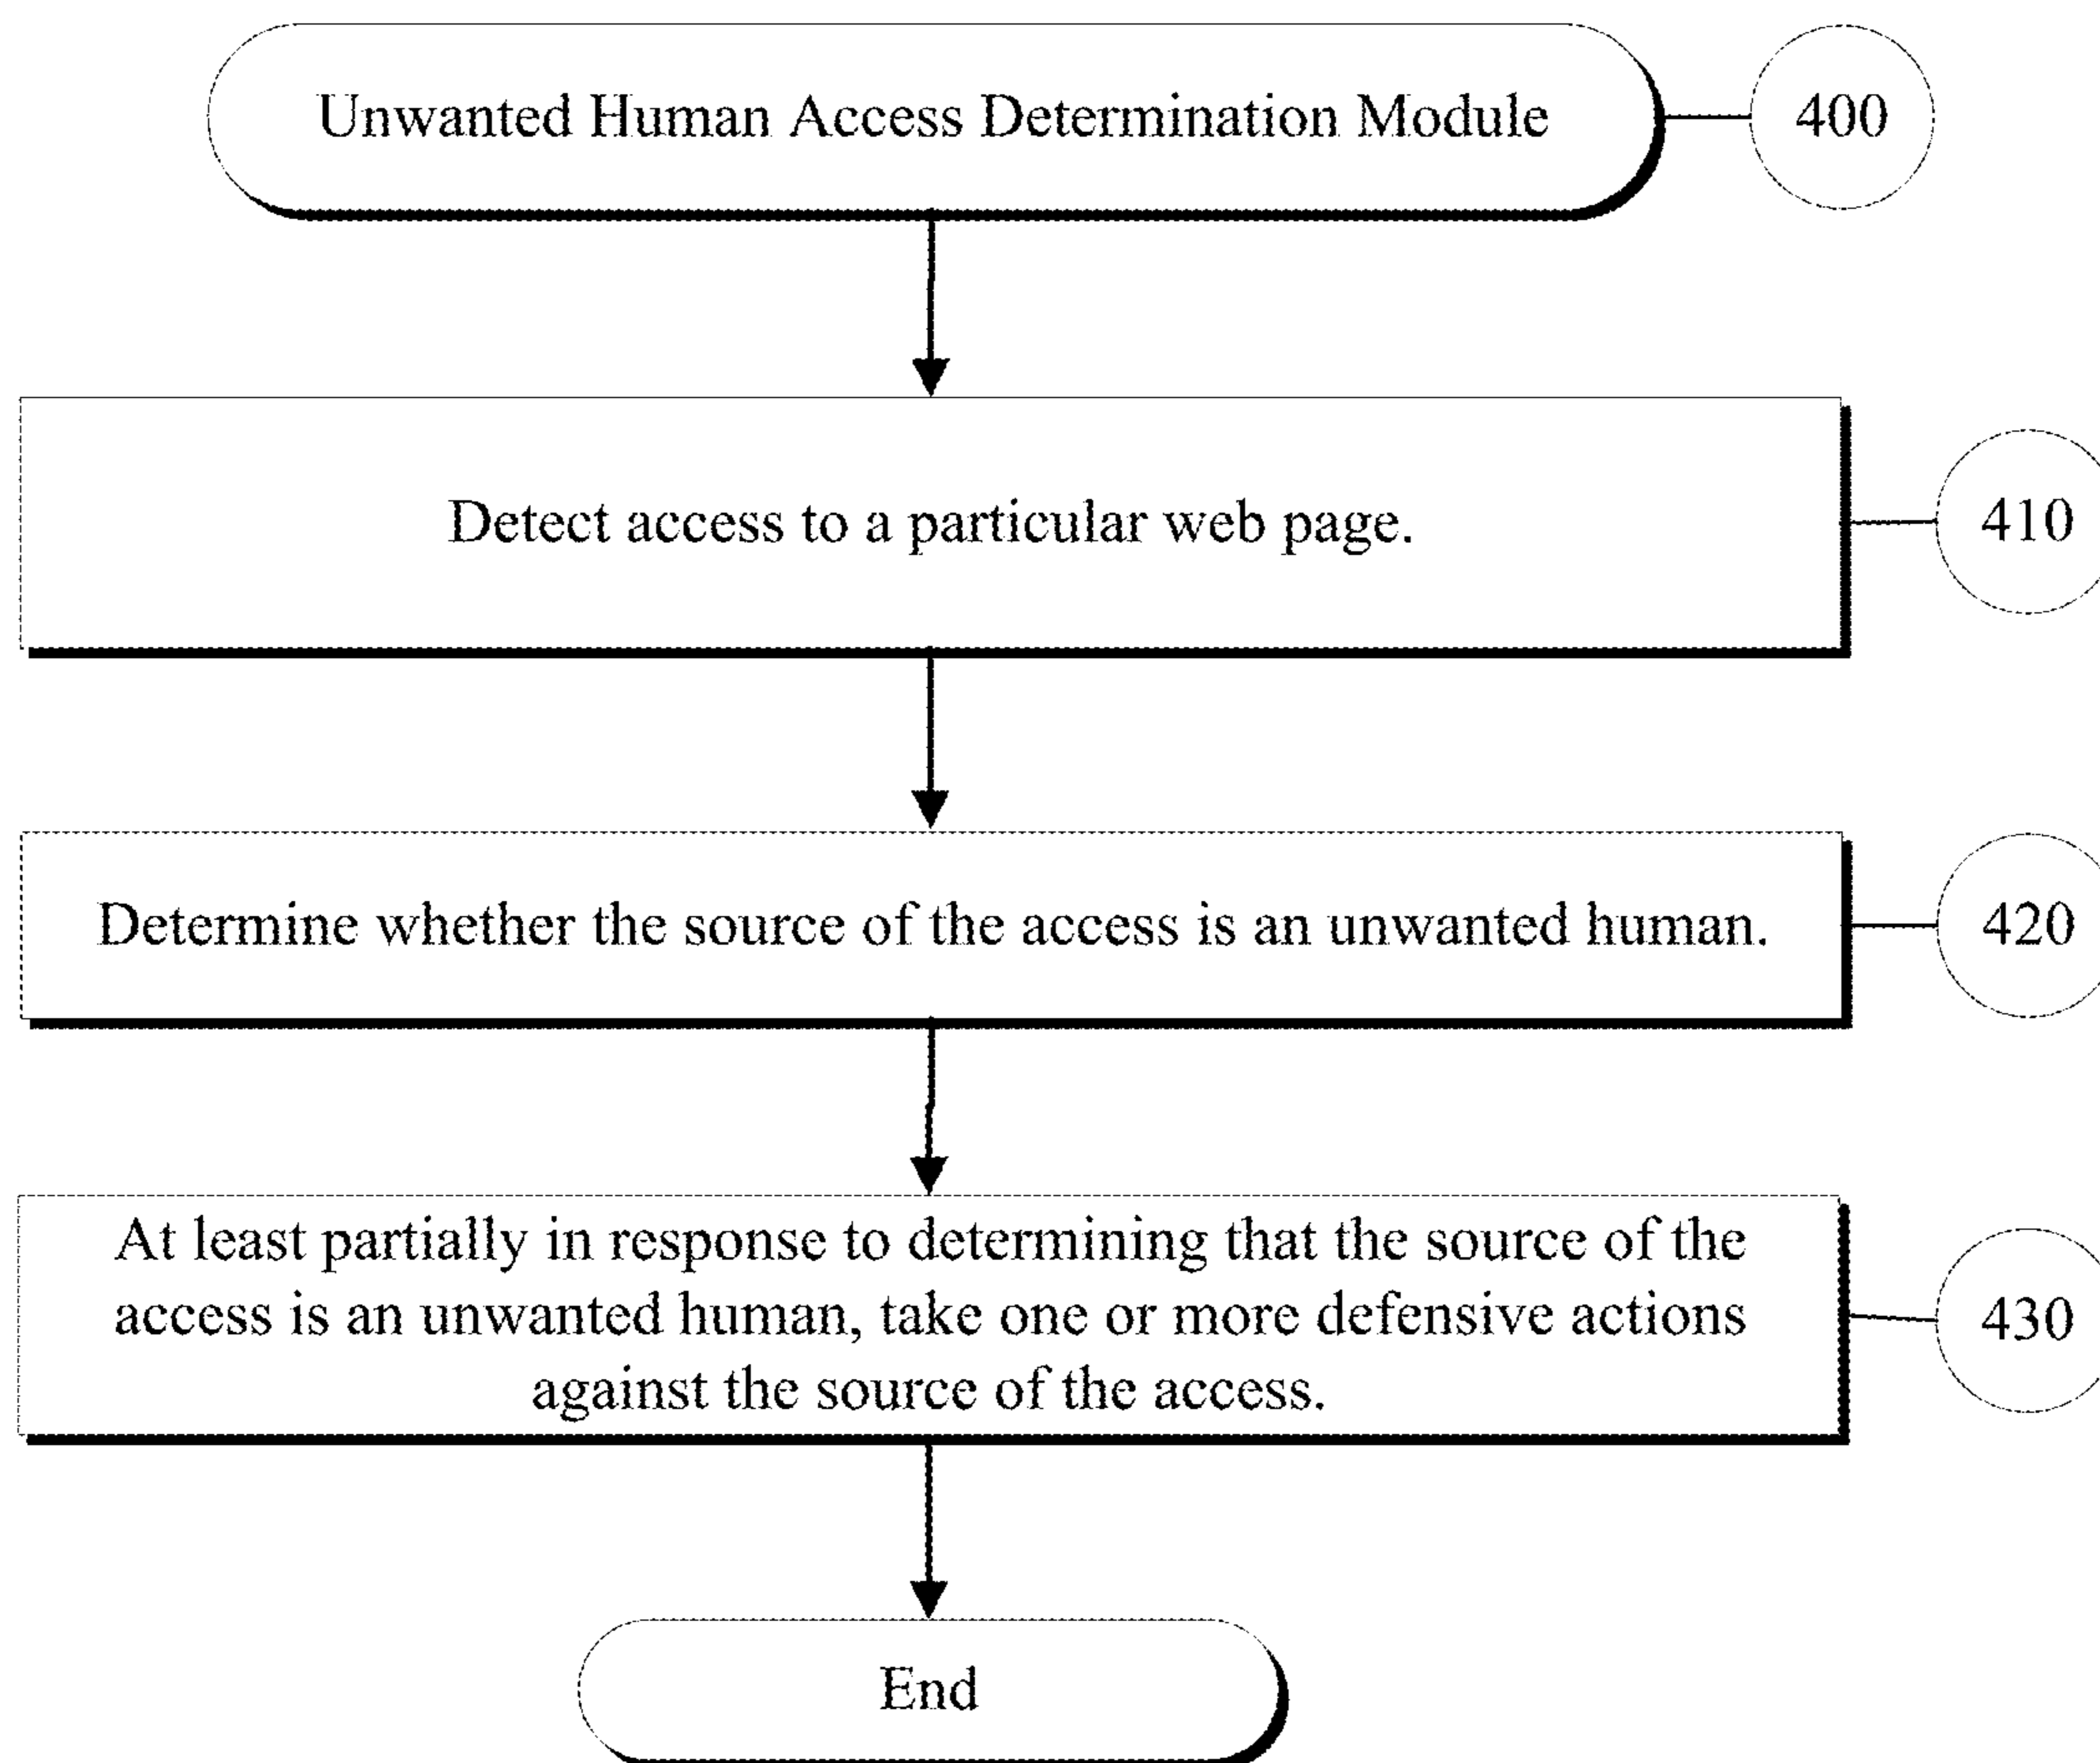 Unwanted Human Access Determination Module
400
Detect access to a particular web page.
410
Determine whether the source of the access is an unwanted human.
420
At least partially in response to determining that the source of the
access is an unwanted human, take one or more defensive actions
against the source of the access.
430
End